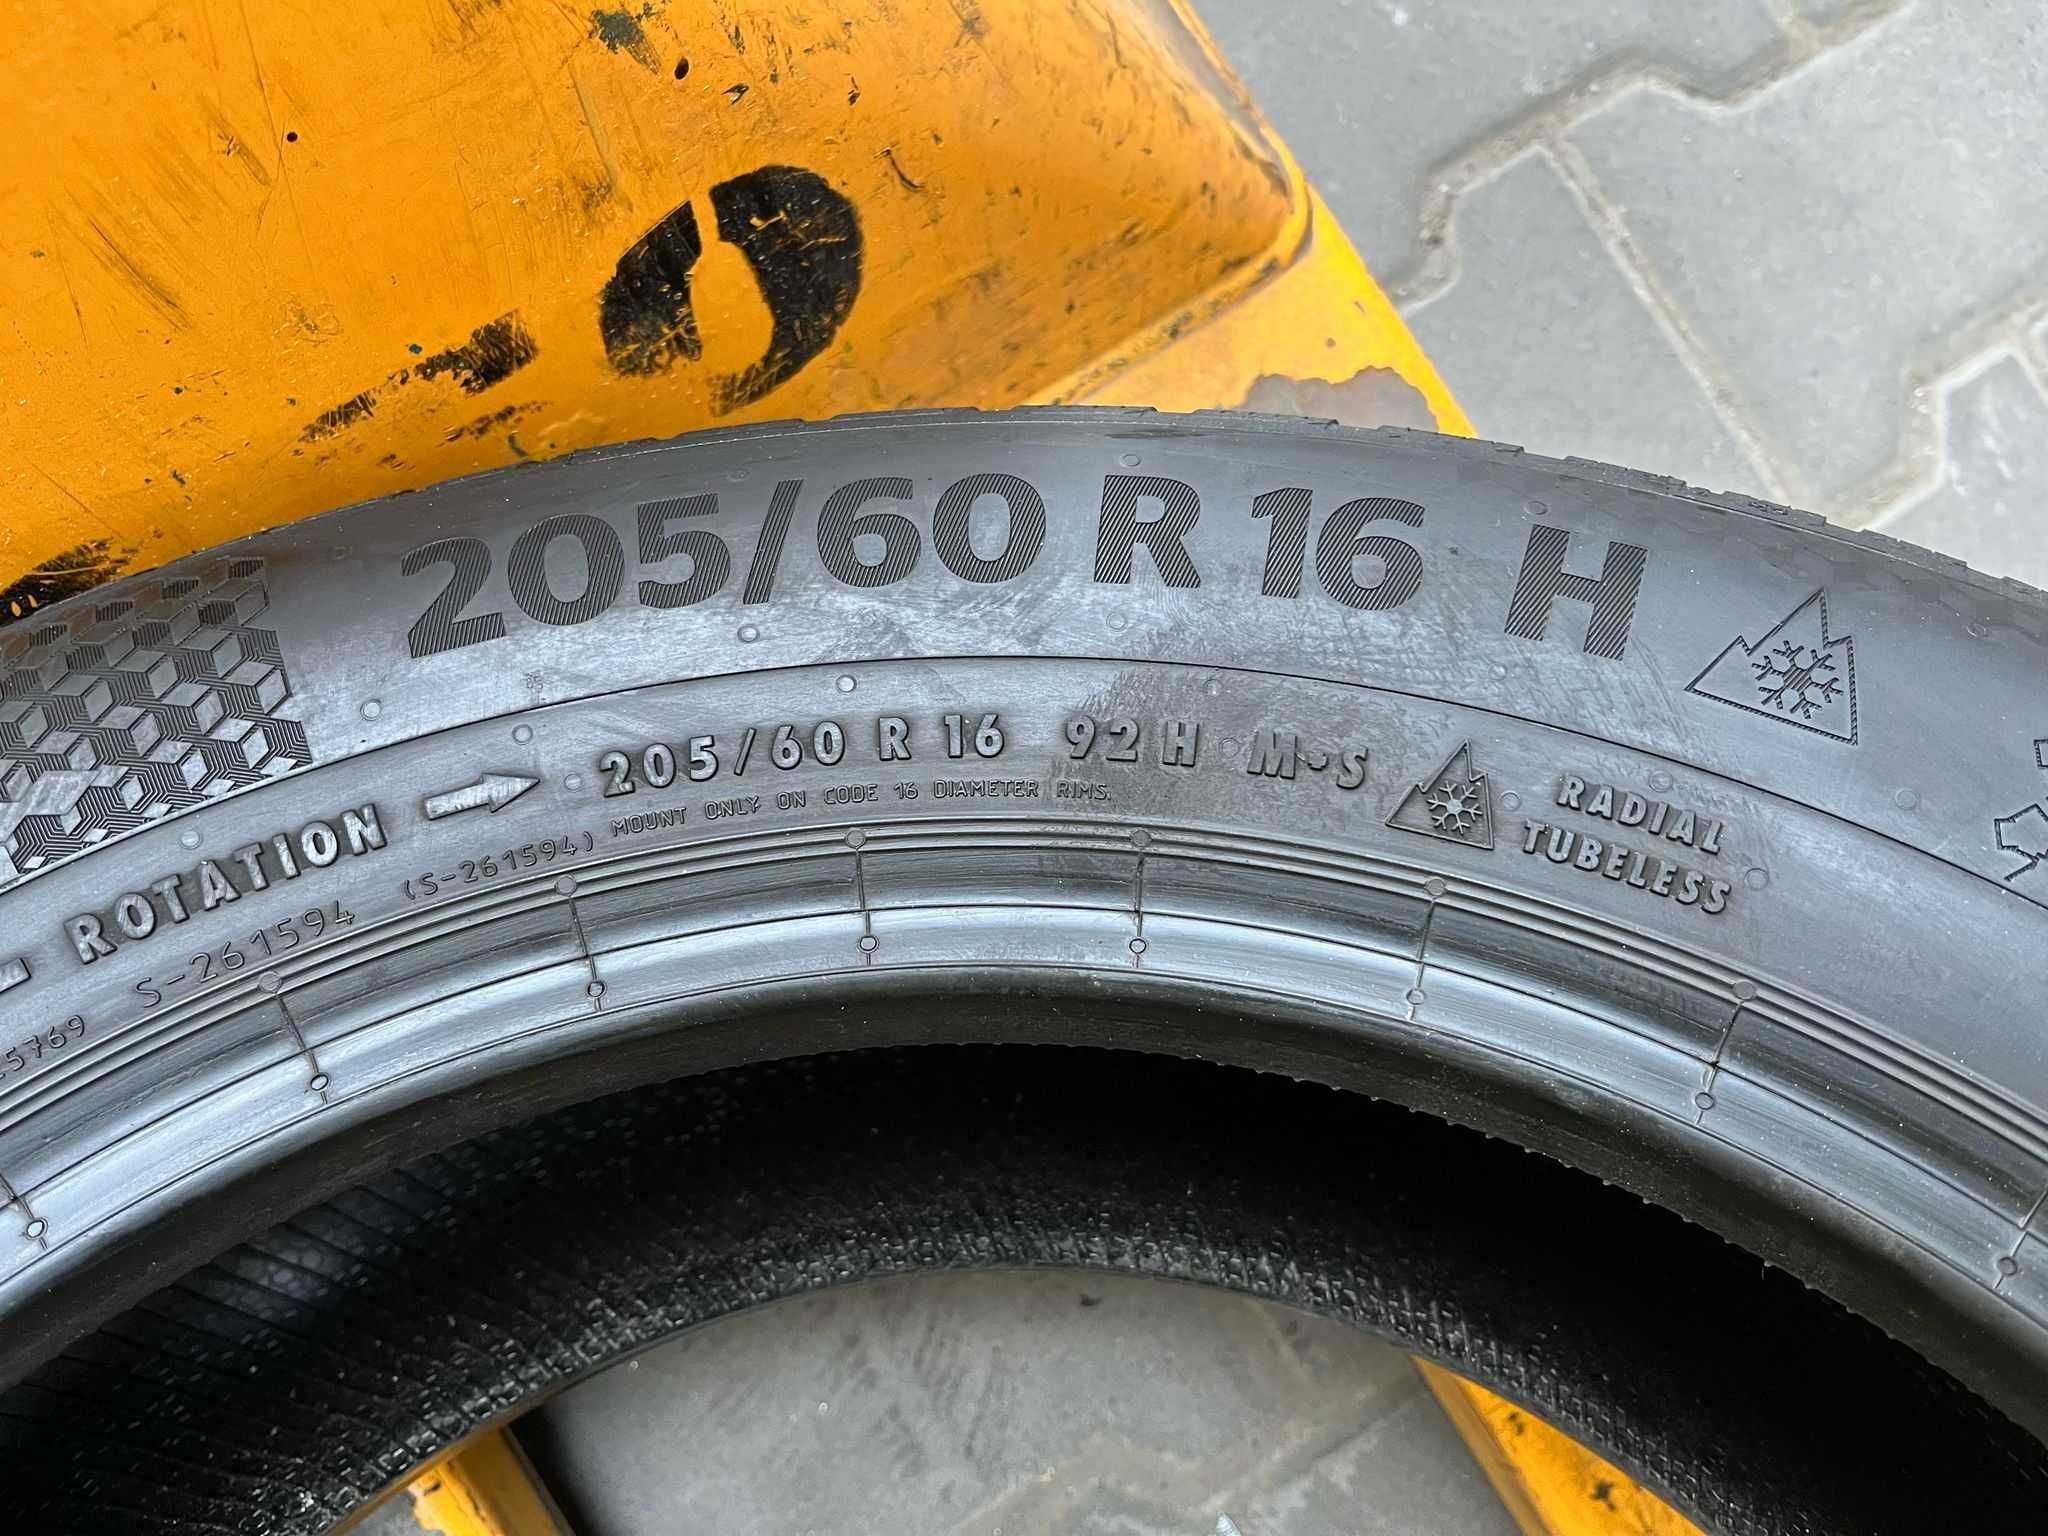 205/60 R 16 H
ROTATION 205/60 R 16 92 H M+S RADIAL TUBELESS
MOUNT ONLY ON CODE 16 DIAMETER RIMS.
(S-261594)
S-261594
5769